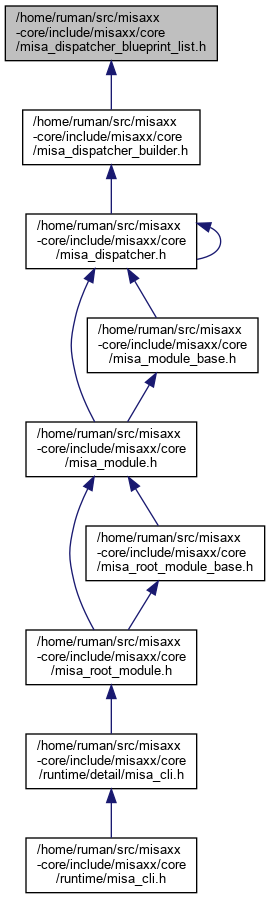 /home/ruman/src/misaxx
-core/include/misaxx/core
/misa_dispatcher_blueprint_list.h
/home/ruman/src/misaxx
-core/include/misaxx/core
/misa_dispatcher_builder.h
/home/ruman/src/misaxx
-core/include/misaxx/core
/misa_dispatcher.h
/home/ruman/src/misaxx
-core/include/misaxx/core
/misa_module_base.h
/home/ruman/src/misaxx
-core/include/misaxx/core
/misa_module.h
/home/ruman/src/misaxx
-core/include/misaxx/core
/misa_root_module_base.h
/home/ruman/src/misaxx
-core/include/misaxx/core
/misa_root_module.h
/home/ruman/src/misaxx
-core/include/misaxx/core
/runtime/detail/misa_cli.h
/home/ruman/src/misaxx
-core/include/misaxx/core
/runtime/misa_cli.h